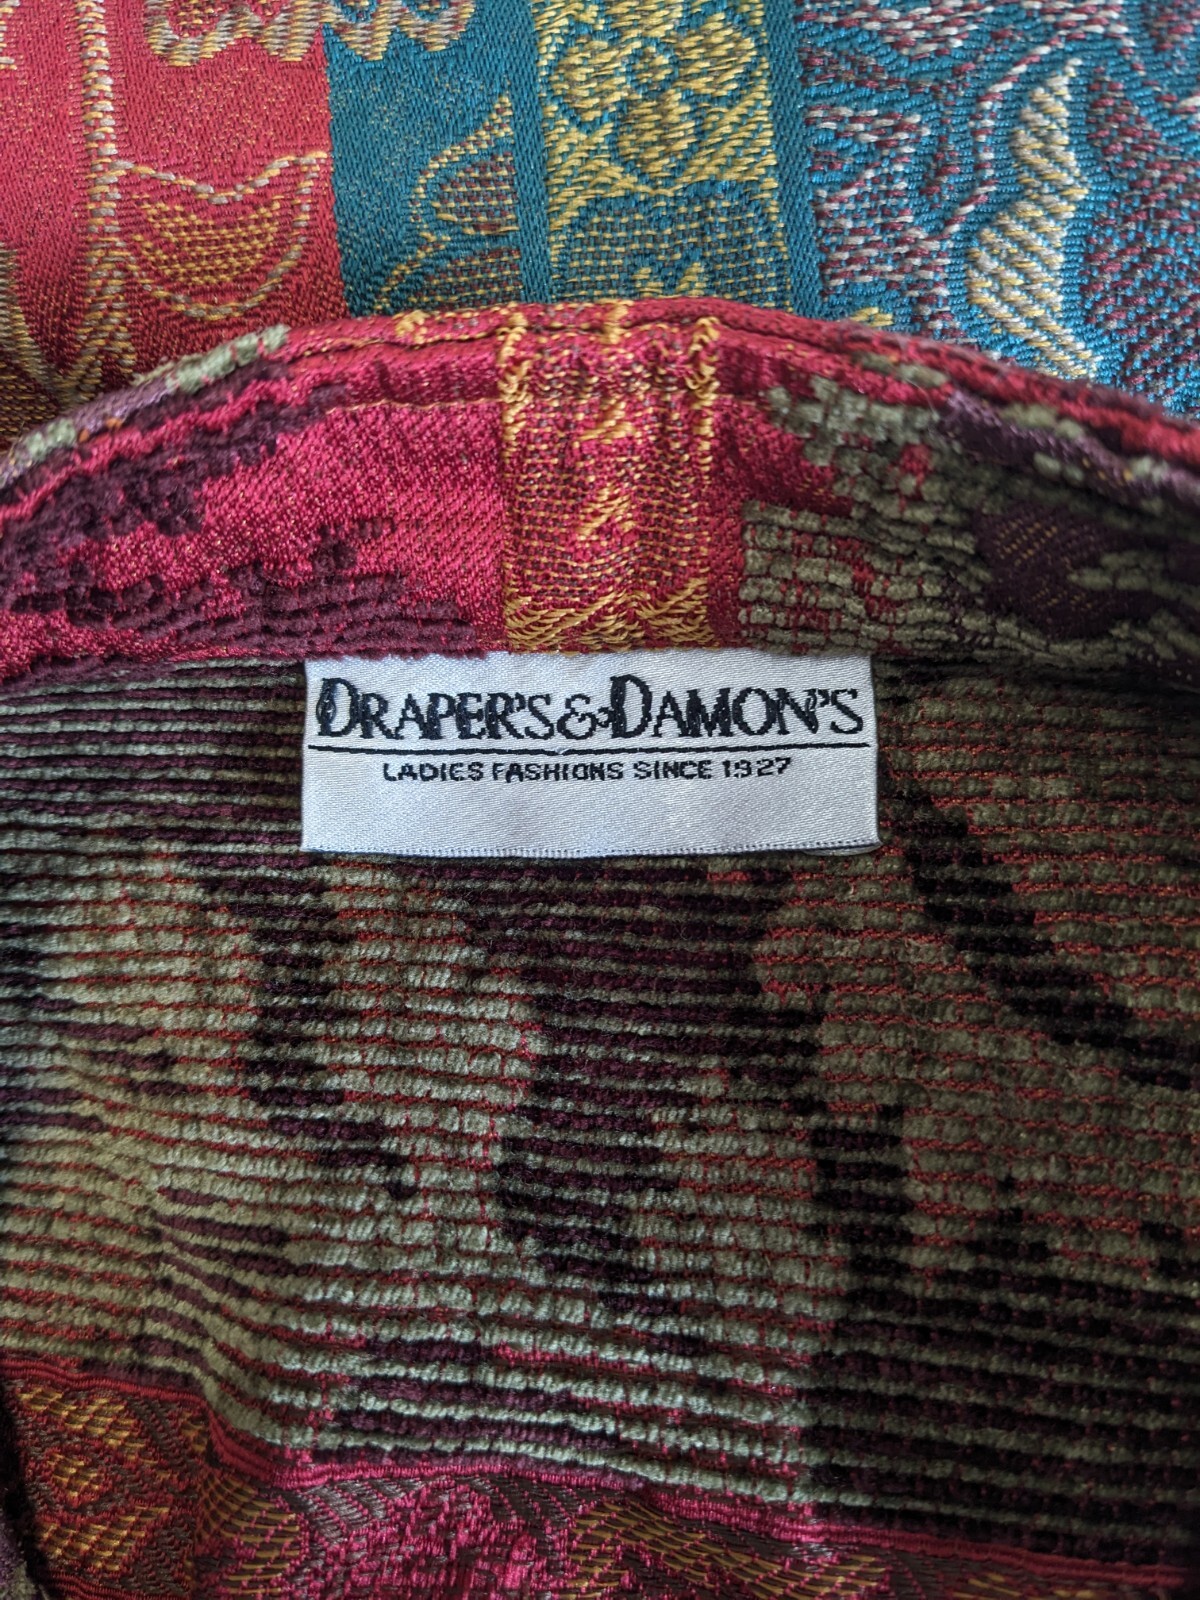 DRAPER'S & DAMON'S
LADIES FASHIONS SINCE 1927